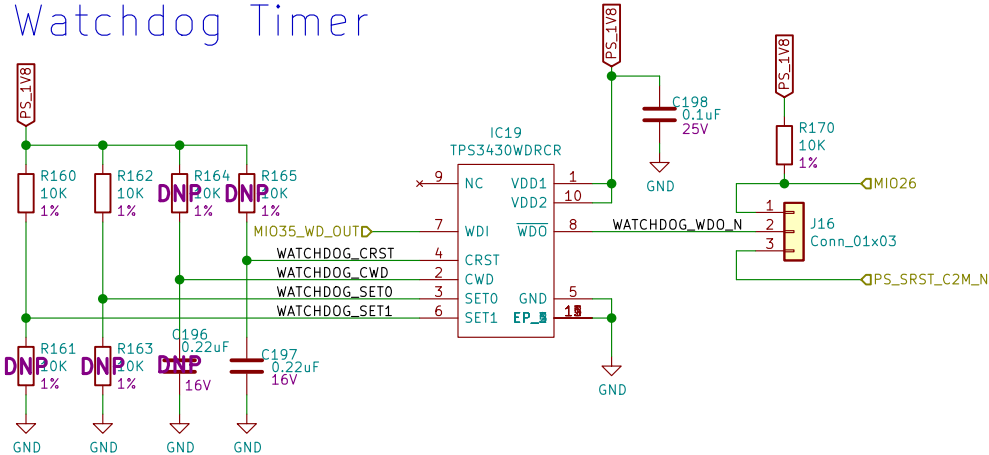 Watchdog Timer
PS_1V8
PS_1V8
PS_1V8
R160
10K
1%
R162
10K
1%
R164
10K
1%
DNP
R165
10K
1%
DNP
C198
0.1uF
25V
GND
R170
10K
1%
IC19
TPS3430WDRCR
9 NC
VDD1 1
VDD2 10
MIO35_WD_OUT 7 WDI
WDO 8 WATCHDOG_WDO_N
WATCHDOG_CRST 4 CRST
WATCHDOG_CWD 2 CWD
WATCHDOG_SET0 3 SET0
GND 5
WATCHDOG_SET1 6 SET1
GND
MIO26
1
2
3
J16
Conn_01x03
PS_SRST_C2M_N
R161
10K
1%
DNP
R163
10K
1%
DNP
C196
0.22uF
16V
DNP
C197
0.22uF
16V
GND
GND
GND
GND